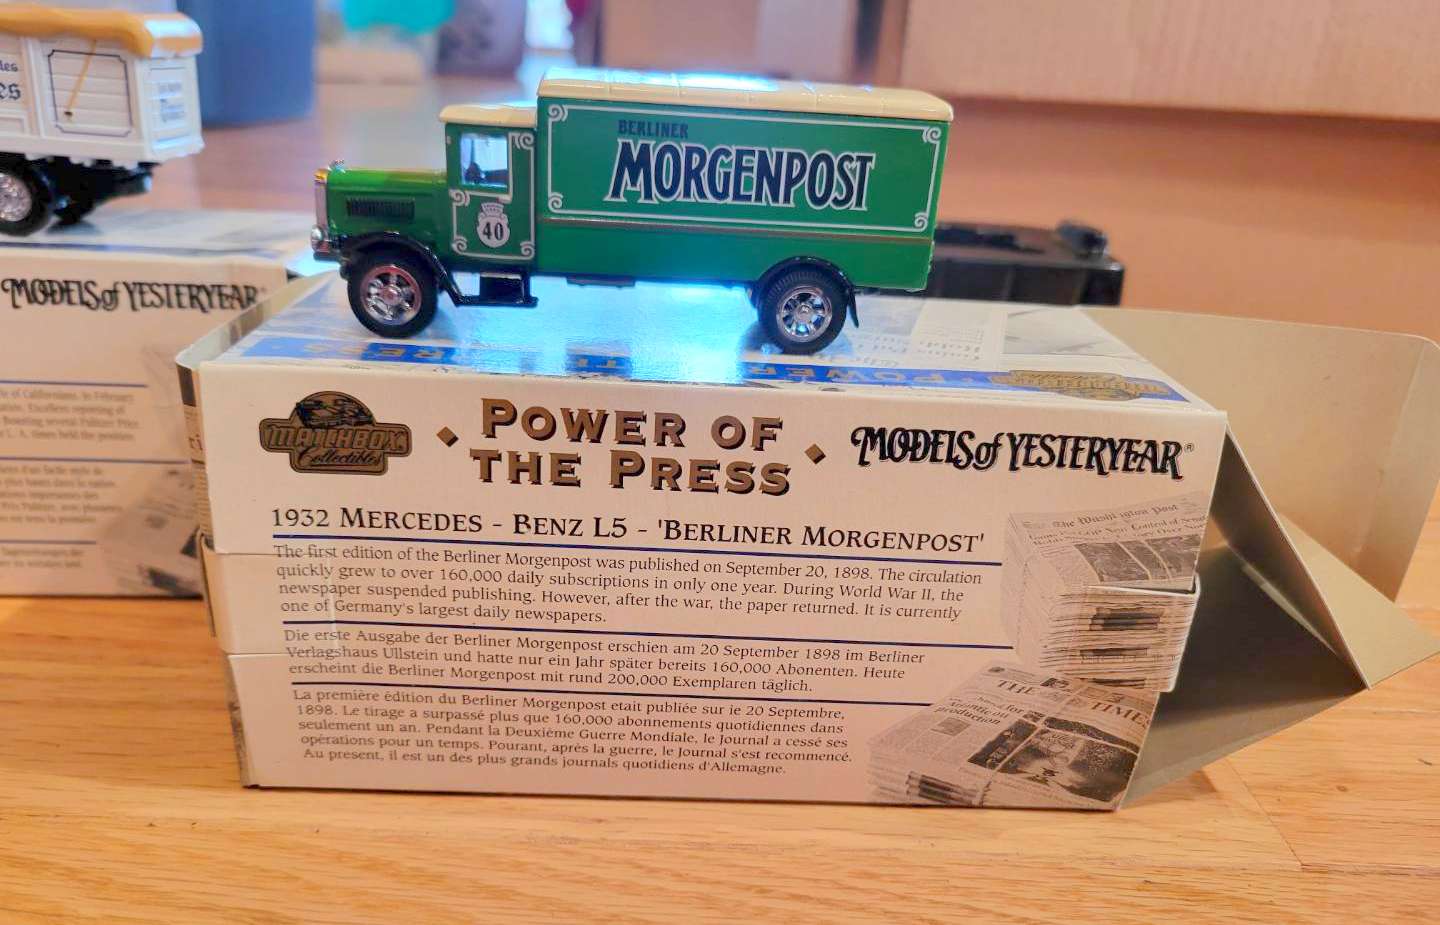 BERLINER
MORGENPOST
40
MODELS of YESTERYEAR
MATCHBOX
Collectibles
POWER OF
THE PRESS
MODELS of YESTERYEAR®
1932 MERCEDES - BENZ L5 - 'BERLINER MORGENPOST'
The first edition of the Berliner Morgenpost was published on September 20, 1898. The circulation
quickly grew to over 160,000 daily subscriptions in only one year. During World War II, the
newspaper suspended publishing. However, after the war, the paper returned. It is currently
one of Germany's largest daily newspapers.
Die erste Ausgabe der Berliner Morgenpost erschien am 20 September 1898 im Berliner
Verlagshaus Ullstein und hatte nur ein Jahr später bereits 160,000 Abonenten. Heute
erscheint die Berliner Morgenpost mit rund 200,000 Exemplaren täglich.
La première édition du Berliner Morgenpost etait publiée sur ie 20 Septembre,
1898. Le tirage a surpassé plus que 160,000 abonnements quotidiennes dans
seulement un an. Pendant la Deuxième Guerre Mondiale, le Journal a cessé ses
opérations pour un temps. Pourant, après la guerre, le Journal s'est recommencé.
Au present, il est un des plus grands journals quotidiens d'Allemagne.
The Washington Post
THE
TIMES
production